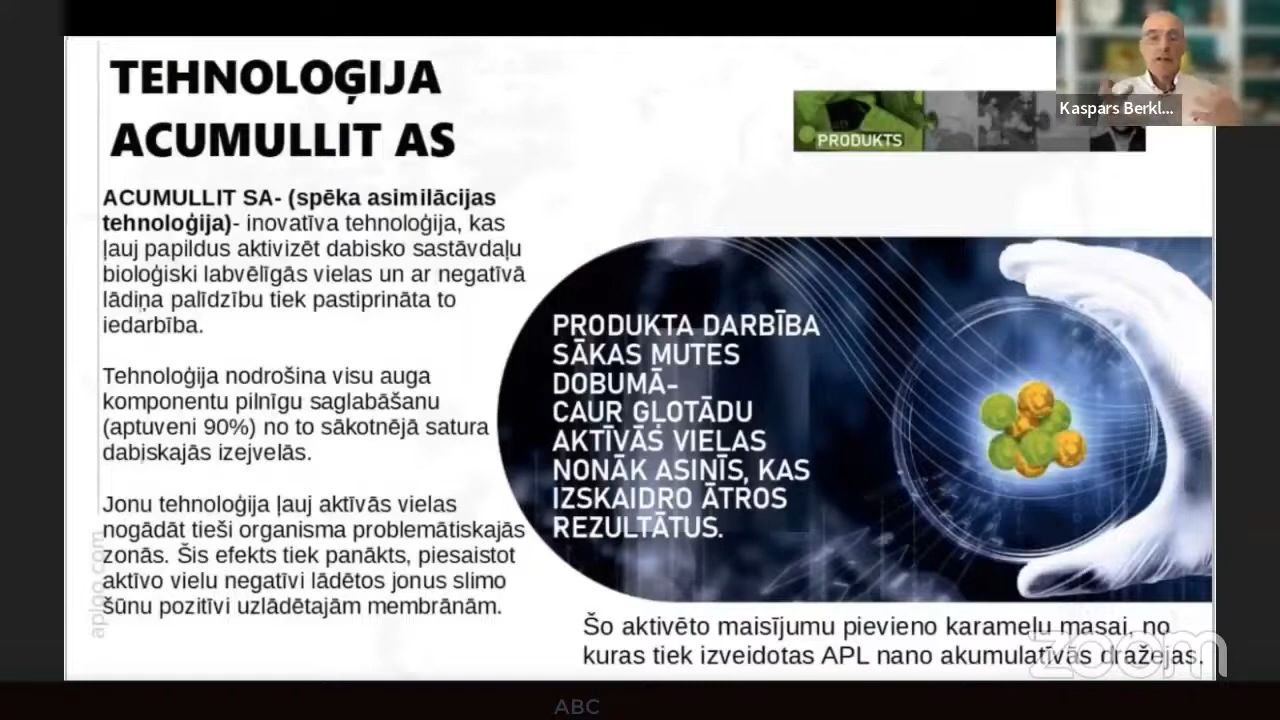 TEHNOLOĢIJA
ACUMULLIT AS
Kaspars Berkl...
PRODUKTS
ACUMULLIT SA- (spēka asimilācijas
tehnoloģija)- inovatīva tehnoloģija, kas
ļauj papildus aktivizēt dabisko sastāvdaļu
bioloģiski labvēlīgās vielas un ar negatīvā
lādiņa palīdzību tiek pastiprināta to
iedarbība.
Tehnoloģija nodrošina visu auga
komponentu pilnīgu saglabāšanu
(aptuveni 90%) no to sākotnējā satura
dabiskajās izejvelās.
Jonu tehnoloģija ļauj aktīvās vielas
nogādāt tieši organisma problemātiskajās
zonās. Šis efekts tiek panākts, piesaistot
aktīvo vielu negatīvi lādētos jonus slimo
šūnu pozitīvi uzlādētajām membrānām.
PRODUKTA DARBĪBA
SĀKAS MUTES
DOBUMĀ-
CAUR GĻOTĀDU
AKTĪVĀS VIELAS
NONĀK ASINĪS, KAS
IZSKAIDRO ĀTROS
REZULTĀTUS.
Šo aktivēto maisījumu pievieno karameļu masai, no
kuras tiek izveidotas APL nano akumulatīvās dražejas.
aplgo.com
zoom
ABC